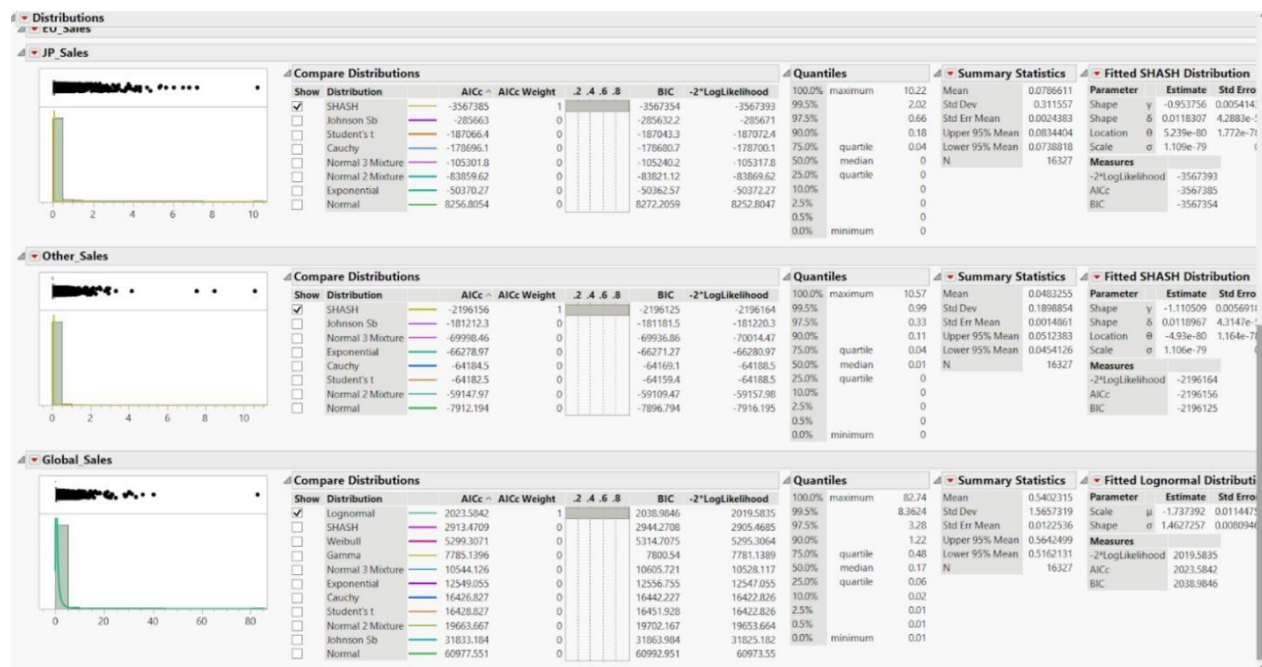 Distributions
EU_Sales
JP_Sales
Compare Distributions
Show Distribution AICc AICc Weight .2 .4 .6 .8 BIC -2*LogLikelihood
SHASH -3567385 1 -3567354 -3567393
Johnson Sb -285663 0 -285632.2 -285671
Student's t -187066.4 0 -187043.3 -187072.4
Cauchy -178696.1 0 -178680.7 -178700.1
Normal 3 Mixture -105301.8 0 -105240.2 -105317.8
Normal 2 Mixture -83859.62 0 -83821.12 -83869.62
Exponential -50370.27 0 -50362.57 -50372.27
Normal 8256.8054 0 8272.2059 8252.8047
0 2 4 6 8 10
Quantiles
100.0% maximum 10.22
99.5% 2.02
97.5% 0.66
90.0% 0.18
75.0% quartile 0.04
50.0% median 0
25.0% quartile 0
10.0% 0
2.5% 0
0.5% 0
0.0% minimum 0
Summary Statistics
Mean 0.0786611
Std Dev 0.311557
Std Err Mean 0.0024383
Upper 95% Mean 0.0834404
Lower 95% Mean 0.0738818
N 16327
Fitted SHASH Distribution
Parameter Estimate Std Erro
Shape γ -0.953756 0.005414
Shape δ 0.0118307 4.2883e-
Location θ 5.239e-80 1.772e-7
Scale σ 1.109e-79
Measures
-2*LogLikelihood -3567393
AICc -3567385
BIC -3567354
Other_Sales
Compare Distributions
Show Distribution AICc AICc Weight .2 .4 .6 .8 BIC -2*LogLikelihood
SHASH -2196156 1 -2196125 -2196164
Johnson Sb -181212.3 0 -181181.5 -181220.3
Normal 3 Mixture -69998.46 0 -69936.86 -70014.47
Exponential -66278.97 0 -66271.27 -66280.97
Cauchy -64184.5 0 -64169.1 -64188.5
Student's t -64182.5 0 -64159.4 -64188.5
Normal 2 Mixture -59147.97 0 -59109.47 -59157.98
Normal -7912.194 0 -7896.794 -7916.195
0 2 4 6 8 10
Quantiles
100.0% maximum 10.57
99.5% 0.99
97.5% 0.33
90.0% 0.11
75.0% quartile 0.04
50.0% median 0.01
25.0% quartile 0
10.0% 0
2.5% 0
0.5% 0
0.0% minimum 0
Summary Statistics
Mean 0.0483255
Std Dev 0.1898854
Std Err Mean 0.0014861
Upper 95% Mean 0.0512383
Lower 95% Mean 0.0454126
N 16327
Fitted SHASH Distribution
Parameter Estimate Std Erro
Shape γ -1.110509 0.005691
Shape δ 0.0118967 4.3147e-
Location θ -4.93e-80 1.164e-7
Scale σ 1.106e-79
Measures
-2*LogLikelihood -2196164
AICc -2196156
BIC -2196125
Global_Sales
Compare Distributions
Show Distribution AICc AICc Weight .2 .4 .6 .8 BIC -2*LogLikelihood
Lognormal 2023.5842 1 2038.9846 2019.5835
SHASH 2913.4709 0 2944.2708 2905.4685
Weibull 5299.3071 0 5314.7075 5295.3064
Gamma 7785.1396 0 7800.54 7781.1389
Normal 3 Mixture 10544.126 0 10605.721 10528.117
Exponential 12549.055 0 12556.755 12547.055
Cauchy 16426.827 0 16442.227 16422.826
Student's t 16428.827 0 16451.928 16422.826
Normal 2 Mixture 19663.667 0 19702.167 19653.664
Johnson Sb 31833.184 0 31863.984 31825.182
Normal 60977.551 0 60992.951 60973.55
0 20 40 60 80
Quantiles
100.0% maximum 82.74
99.5% 8.3624
97.5% 3.28
90.0% 1.22
75.0% quartile 0.48
50.0% median 0.17
25.0% quartile 0.06
10.0% 0.02
2.5% 0.01
0.5% 0.01
0.0% minimum 0.01
Summary Statistics
Mean 0.5402315
Std Dev 1.5657319
Std Err Mean 0.0122536
Upper 95% Mean 0.5642499
Lower 95% Mean 0.5162131
N 16327
Fitted Lognormal Distributi
Parameter Estimate Std Erro
Scale μ -1.737392 0.011447
Shape σ 1.4627257 0.008094
Measures
-2*LogLikelihood 2019.5835
AICc 2023.5842
BIC 2038.9846